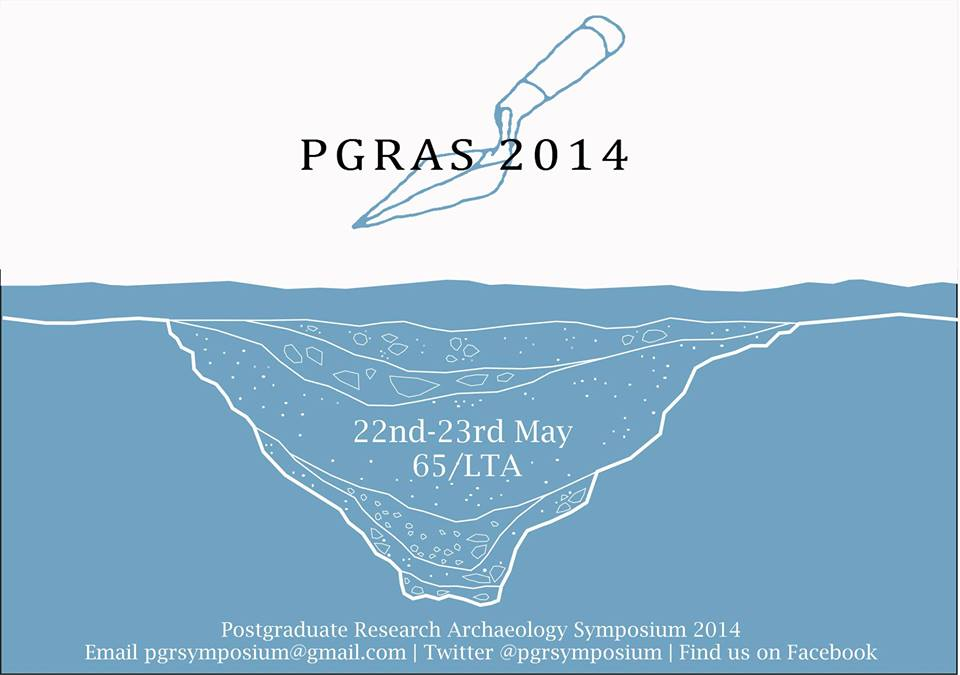 PGRAS 2014
22nd-23rd May
65/LTA
Postgraduate Research Archaeology Symposium 2014
Email pgrsymposium@gmail.com | Twitter @pgrsymposium | Find us on Facebook